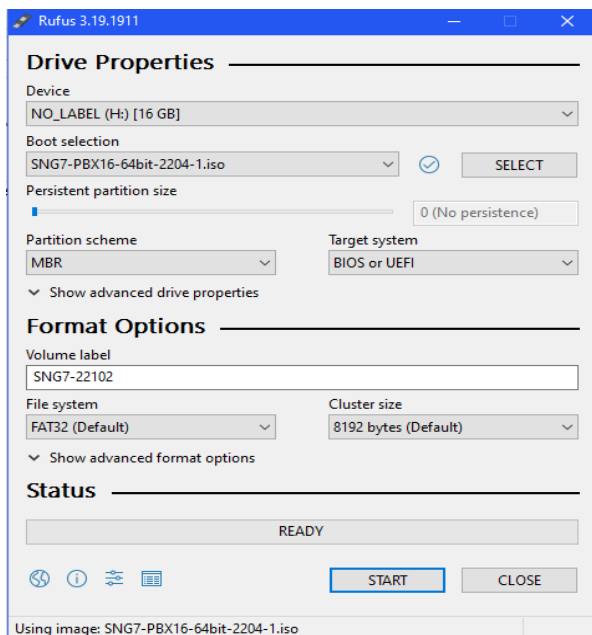 Rufus 3.19.1911
Drive Properties
Device
NO_LABEL (H:) [16 GB]
Boot selection
SNG7-PBX16-64bit-2204-1.iso
SELECT
Persistent partition size
0 (No persistence)
Partition scheme
Target system
MBR
BIOS or UEFI
Show advanced drive properties
Format Options
Volume label
SNG7-22102
File system
Cluster size
FAT32 (Default)
8192 bytes (Default)
Show advanced format options
Status
READY
START
CLOSE
Using image: SNG7-PBX16-64bit-2204-1.iso